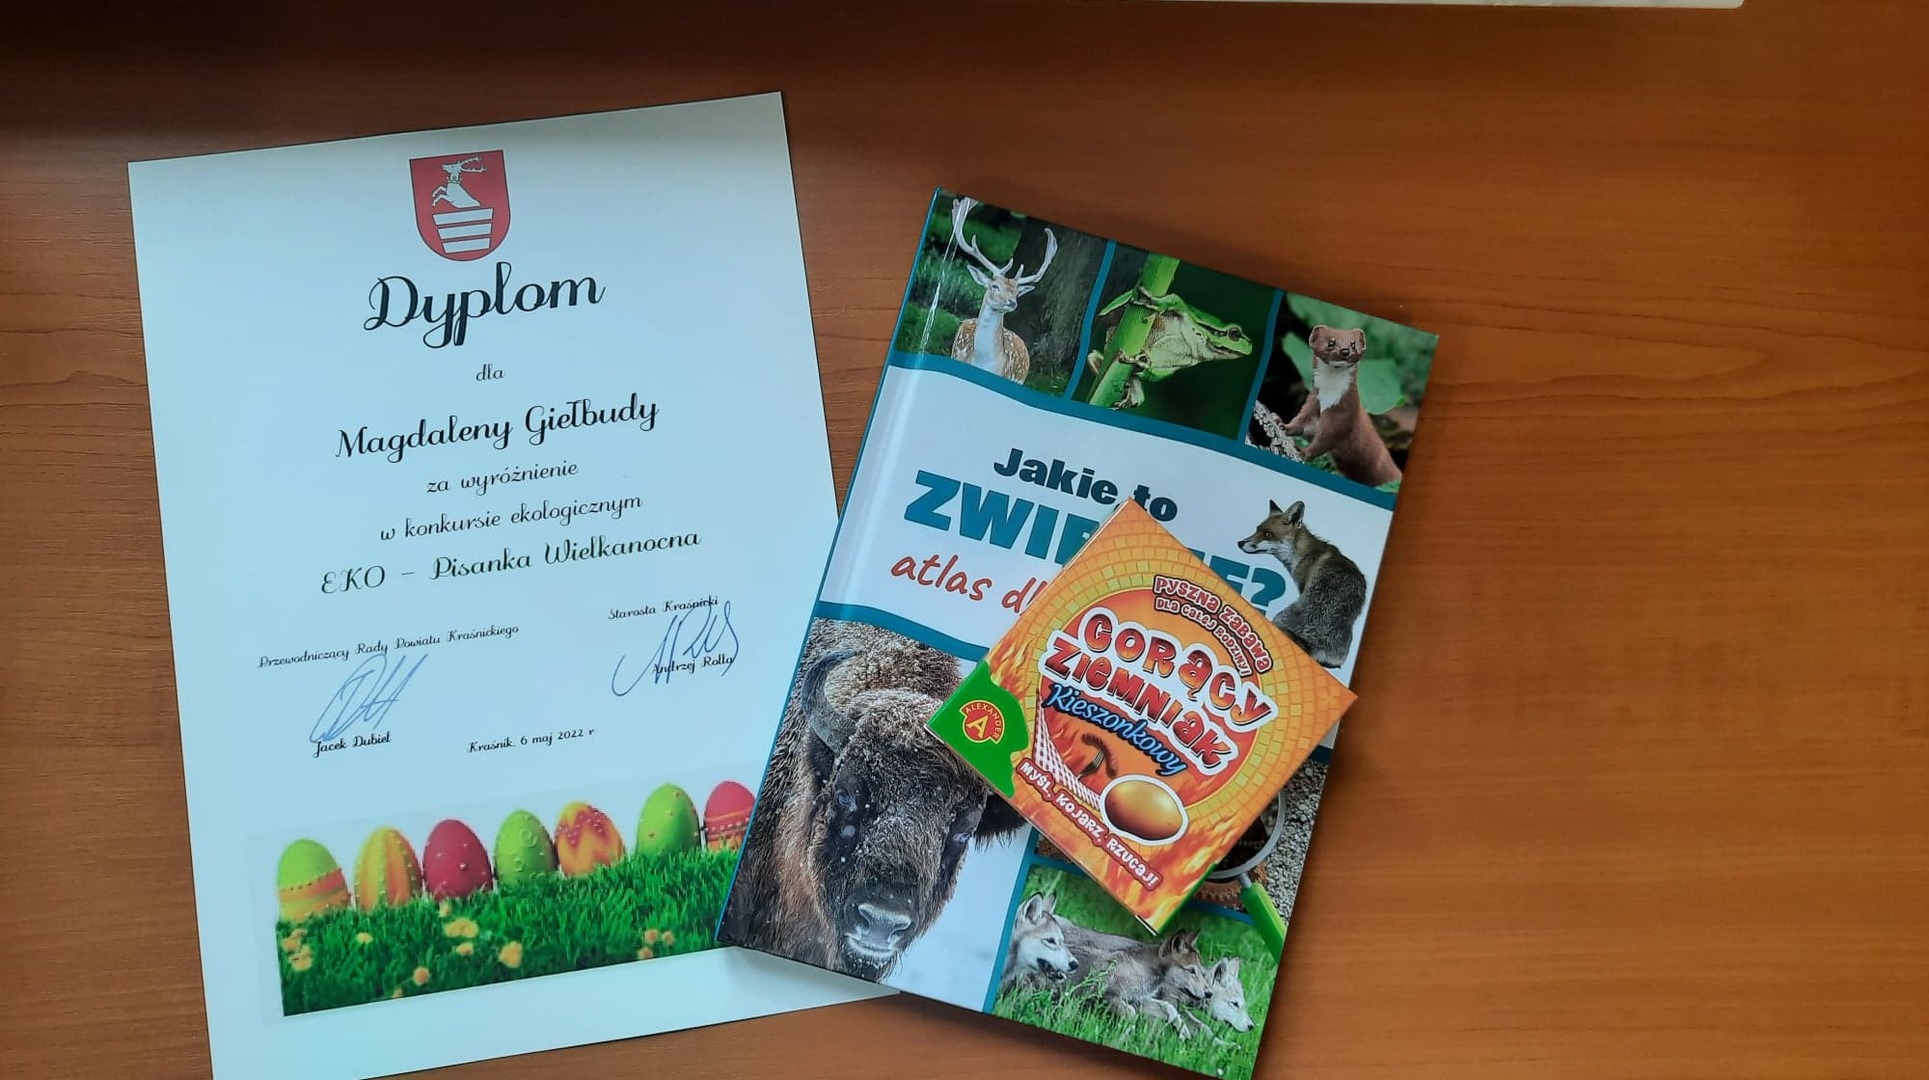 Dyplom
dla
Magdaleny Giełbudy
za wyróżnienie
w konkursie ekologicznym
EKO – Pisanka Wielkanocna
Przewodniczący Rady Powiatu Kraśnickiego
Starosta Kraśnicki
Jacek Dubiel
Andrzej Rolla
Kraśnik, 6 maj 2022 r
Jakie to
atlas
PYSZNA ZABAWA
DLA CAŁEJ RODZINY!
GORĄCY
ZIEMNIAK
Kieszonkowy
ALEXANDER
A
MYŚL, KOJARZ, RZUCAJ!